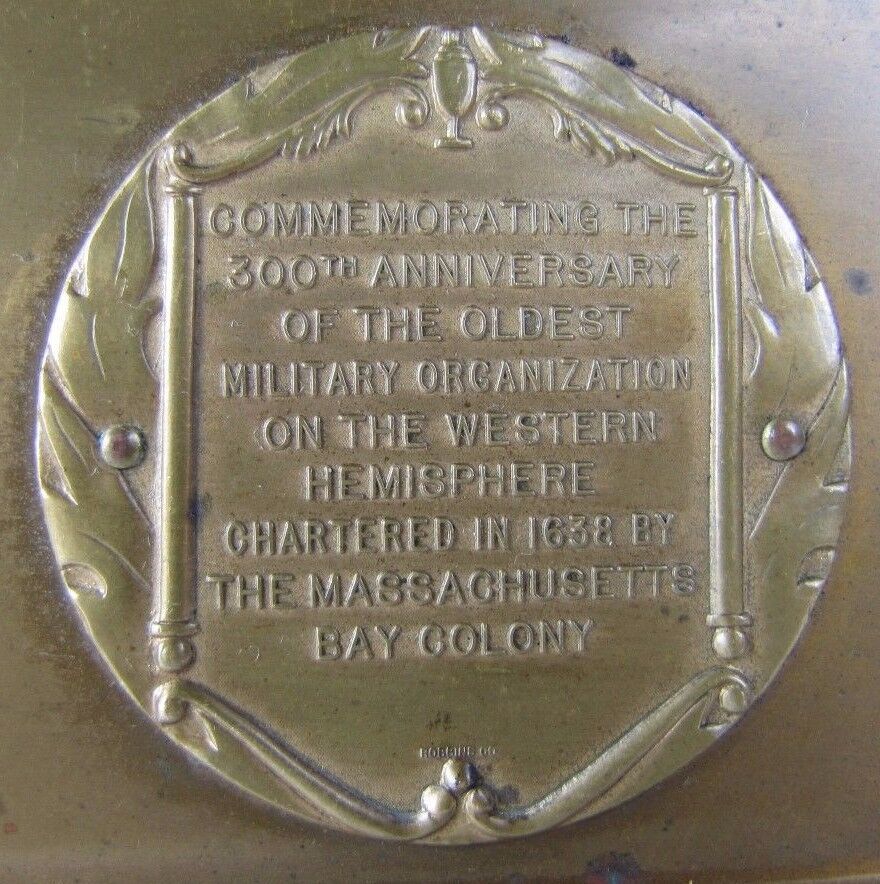 COMMEMORATING THE
300TH ANNIVERSARY
OF THE OLDEST
MILITARY ORGANIZATION
ON THE WESTERN
HEMISPHERE
CHARTERED IN 1638 BY
THE MASSACHUSETTS
BAY COLONY
ROBBINS CO